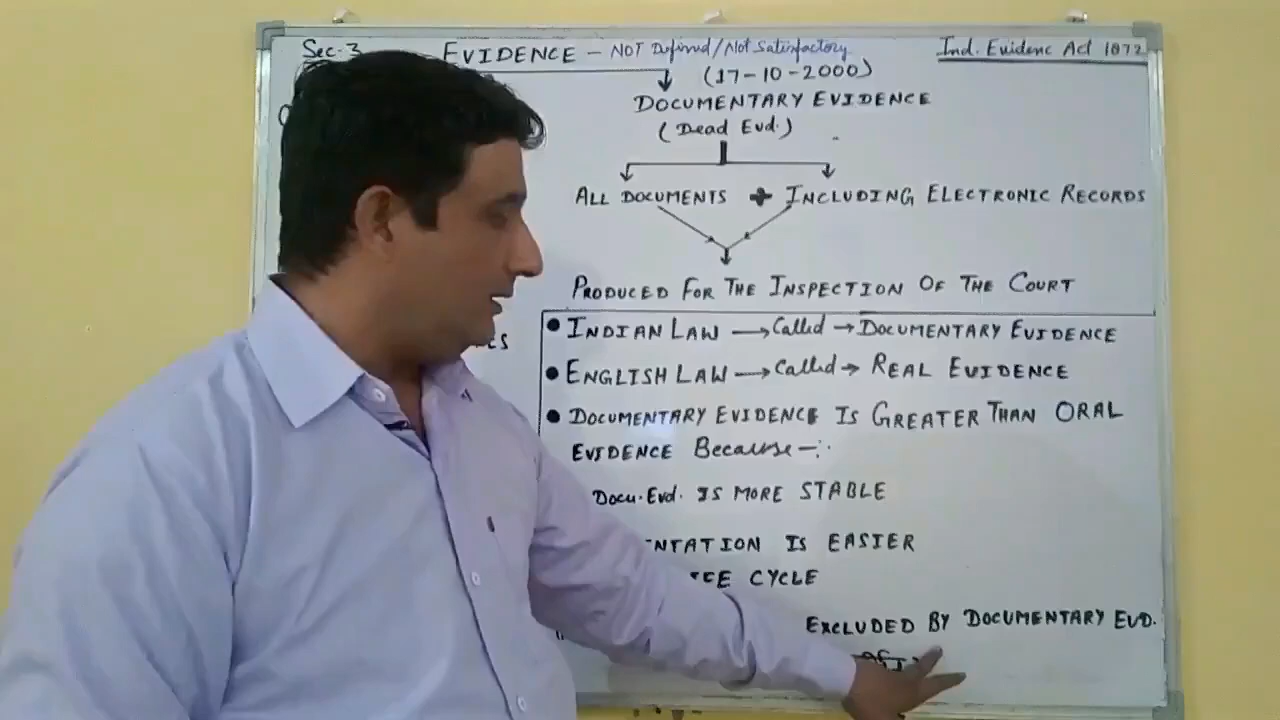 Sec-3 EVIDENCE – NOT Defined/Not Satisfactory Ind. Evidenc Act 1872
(17-10-2000)
DOCUMENTARY EVIDENCE
(Dead Evd.)
ALL DOCUMENTS + INCLUDING ELECTRONIC RECORDS
PRODUCED FOR THE INSPECTION OF THE COURT
• INDIAN LAW → Called → DOCUMENTARY EVIDENCE
• ENGLISH LAW → Called → REAL EVIDENCE
• DOCUMENTARY EVIDENCE IS GREATER THAN ORAL
EVIDENCE Because –:
Docu. Evd. IS MORE STABLE
NTATION IS EASIER
CYCLE
EXCLUDED BY DOCUMENTARY EVD.